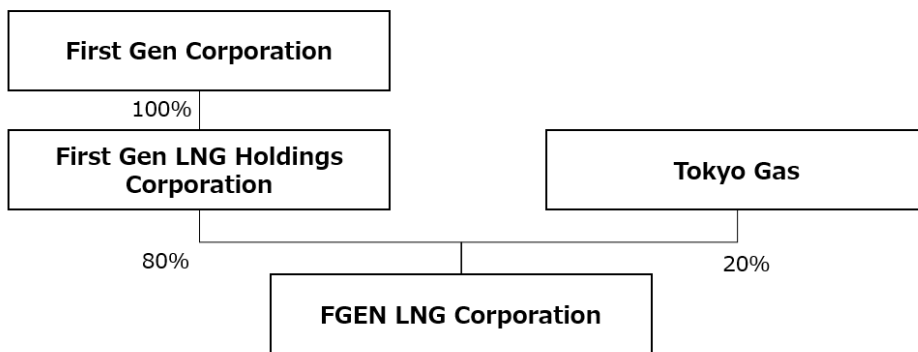 First Gen Corporation
100%
First Gen LNG Holdings
Corporation
Tokyo Gas
80%
20%
FGEN LNG Corporation